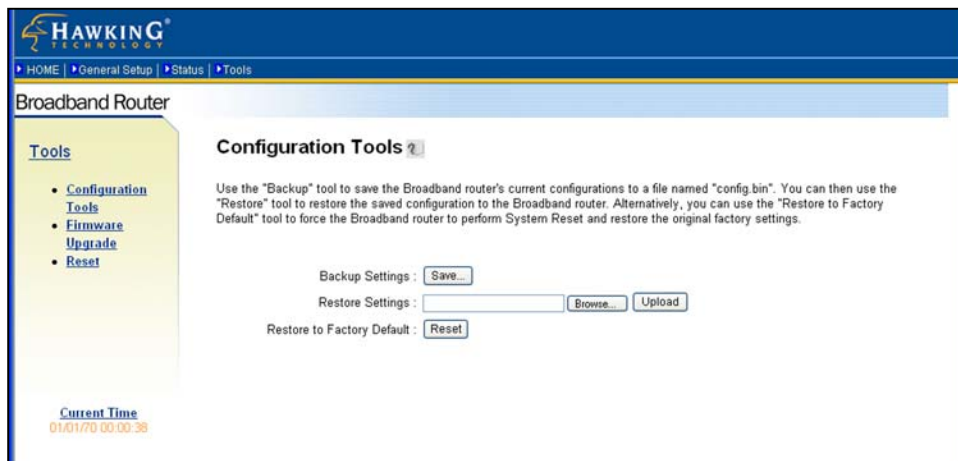 HAWKING®
TECHNOLOGY
HOME | General Setup | Status | Tools
Broadband Router
Tools
Configuration
Tools
Firmware
Upgrade
Reset
Current Time
01/01/70 00:00:38
Configuration Tools
Use the "Backup" tool to save the Broadband router's current configurations to a file named "config.bin". You can then use the
"Restore" tool to restore the saved configuration to the Broadband router. Alternatively, you can use the "Restore to Factory
Default" tool to force the Broadband router to perform System Reset and restore the original factory settings.
Backup Settings : Save...
Restore Settings : Browse... Upload
Restore to Factory Default : Reset